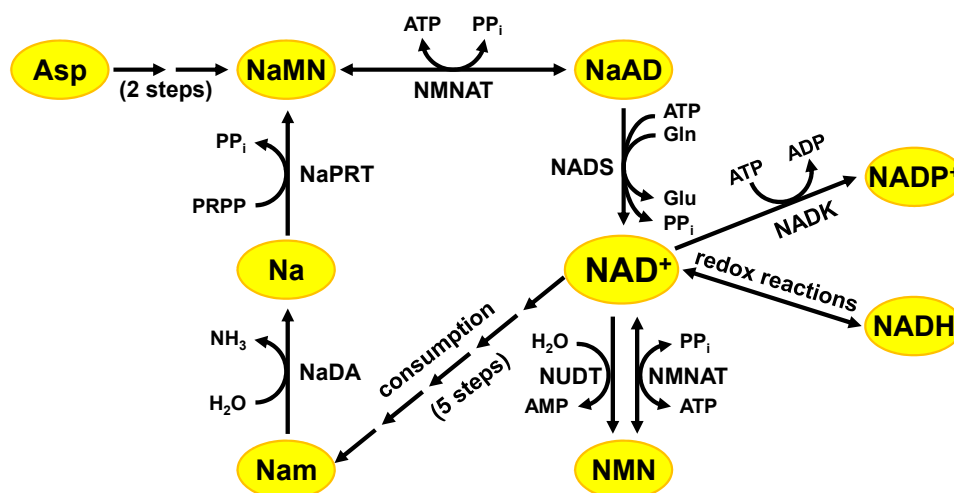 ATP PPi
Asp NaMN NaAD
(2 steps) NMNAT
ATP
PPi Gln ADP
NaPRT NADS ATP NADP+
PRPP Glu
PPi NADK
Na NAD+ redox reactions
NH3 consumption H2O PPi NADH
NaDA (5 steps) NUDT NMNAT
H2O AMP ATP
Nam NMN